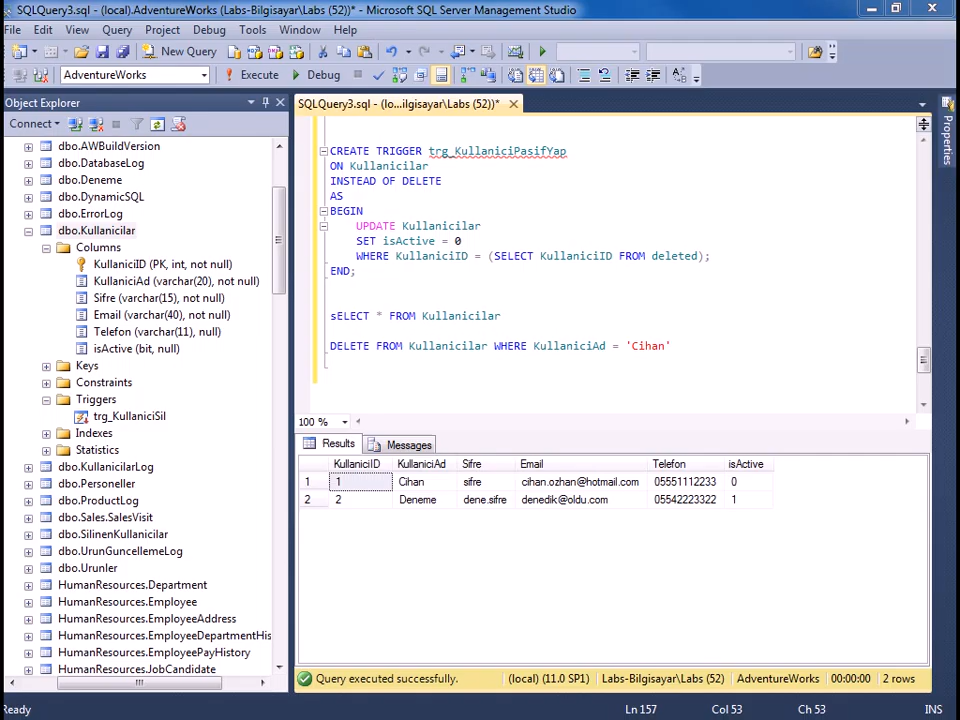 SQLQuery3.sql - (local).AdventureWorks (Labs-Bilgisayar\Labs (52))* - Microsoft SQL Server Management Studio
File Edit View Query Project Debug Tools Window Help
New Query
AdventureWorks Execute Debug
Object Explorer
SQLQuery3.sql - (lo...ilgisayar\Labs (52))*
Properties
Connect
dbo.AWBuildVersion
dbo.DatabaseLog
dbo.Deneme
dbo.DynamicSQL
dbo.ErrorLog
dbo.Kullanicilar
Columns
KullaniciID (PK, int, not null)
KullaniciAd (varchar(20), not null)
Sifre (varchar(15), not null)
Email (varchar(40), not null)
Telefon (varchar(11), null)
isActive (bit, null)
Keys
Constraints
Triggers
trg_KullaniciSil
Indexes
Statistics
dbo.KullanicilarLog
dbo.Personeller
dbo.ProductLog
dbo.Sales.SalesVisit
dbo.SilinenKullanicilar
dbo.UrunGuncellemeLog
dbo.Urunler
HumanResources.Department
HumanResources.Employee
HumanResources.EmployeeAddress
HumanResources.EmployeeDepartmentHis
HumanResources.EmployeePayHistory
HumanResources.JobCandidate
CREATE TRIGGER trg_KullaniciPasifYap
ON Kullanicilar
INSTEAD OF DELETE
AS
BEGIN
UPDATE Kullanicilar
SET isActive = 0
WHERE KullaniciID = (SELECT KullaniciID FROM deleted);
END;
sELECT * FROM Kullanicilar
DELETE FROM Kullanicilar WHERE KullaniciAd = 'Cihan'
100 %
Results Messages
KullaniciID KullaniciAd Sifre Email Telefon isActive
1 1 Cihan sifre cihan.ozhan@hotmail.com 05551112233 0
2 2 Deneme dene.sifre denedik@oldu.com 05542223322 1
Query executed successfully. (local) (11.0 SP1) Labs-Bilgisayar\Labs (52) AdventureWorks 00:00:00 2 rows
Ready Ln 157 Col 53 Ch 53 INS